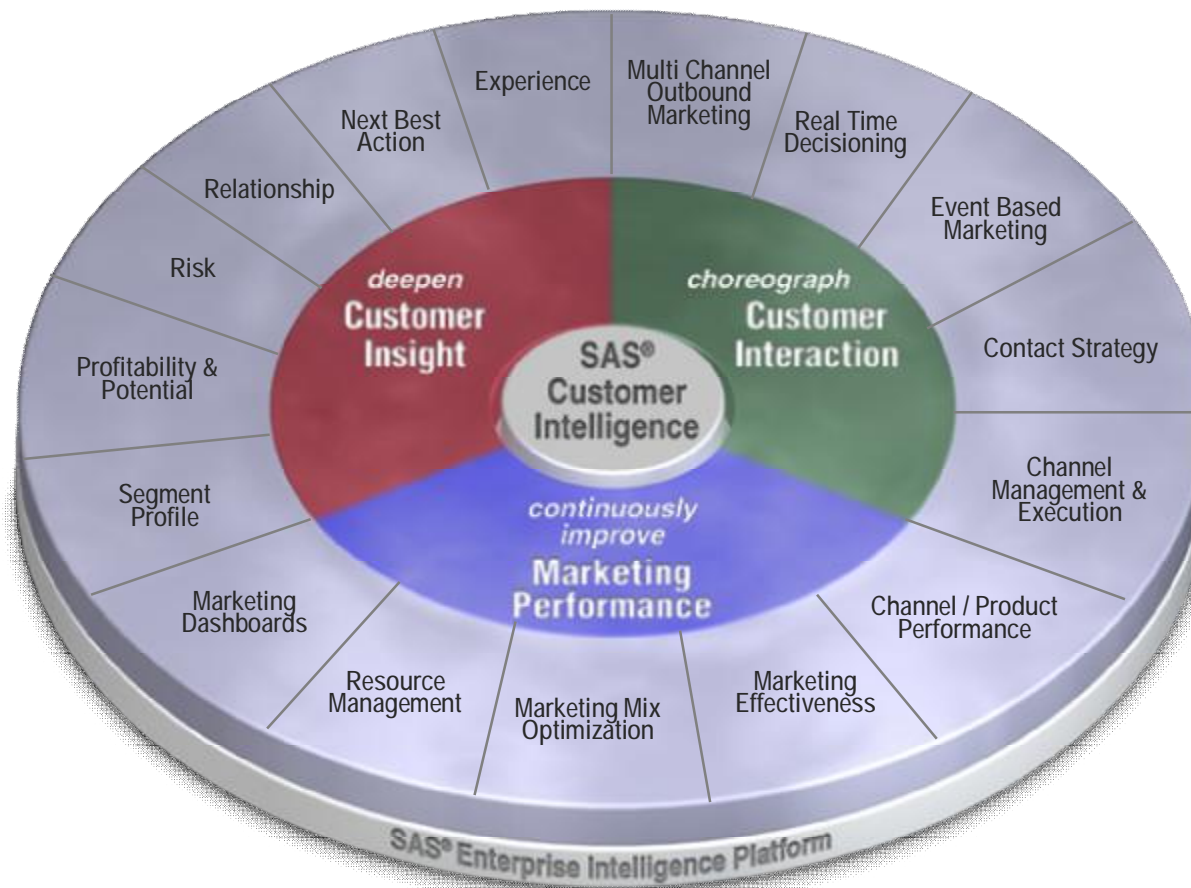 Experience
Multi Channel
Outbound
Marketing
Real Time
Decisioning
Event Based
Marketing
Contact Strategy
Channel
Management &
Execution
Channel / Product
Performance
Marketing
Effectiveness
Marketing Mix
Optimization
Resource
Management
Marketing
Dashboards
Segment
Profile
Profitability &
Potential
Risk
Relationship
Next Best
Action
deepen
Customer
Insight
choreograph
Customer
Interaction
SAS®
Customer
Intelligence
continuously
improve
Marketing
Performance
SAS® Enterprise Intelligence Platform